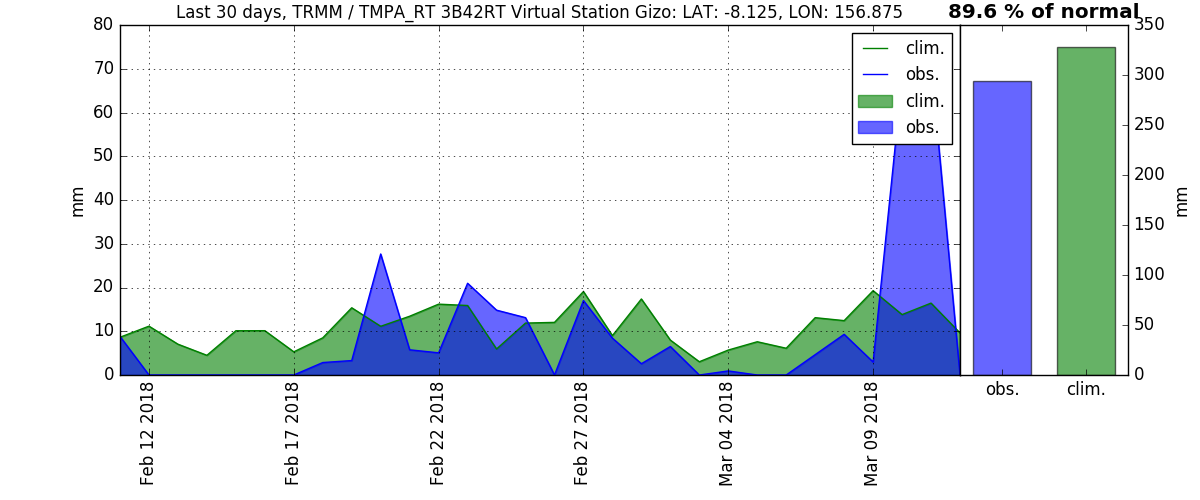 Last 30 days, TRMM / TMPA_RT 3B42RT Virtual Station Gizo: LAT: -8.125, LON: 156.875
89.6 % of normal
80
70
60
50
40
30
20
10
0
mm
clim.
obs.
clim.
obs.
Feb 12 2018
Feb 17 2018
Feb 22 2018
Feb 27 2018
Mar 04 2018
Mar 09 2018
350
300
250
200
150
100
50
0
mm
obs.
clim.